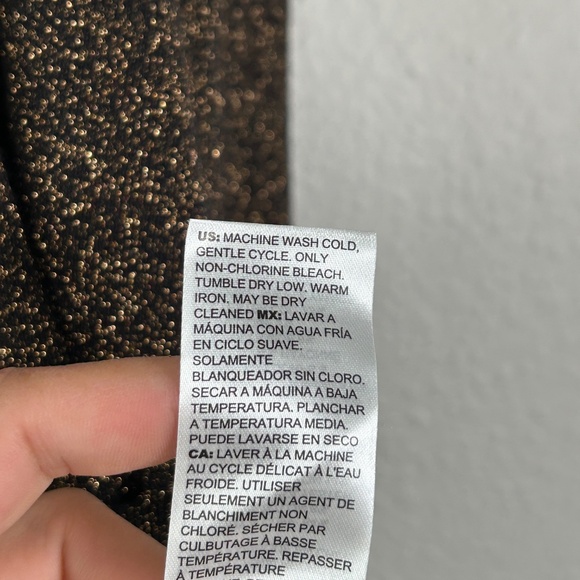 US: MACHINE WASH COLD,
GENTLE CYCLE. ONLY
NON-CHLORINE BLEACH.
TUMBLE DRY LOW. WARM
IRON. MAY BE DRY
CLEANED MX: LAVAR A
MÁQUINA CON AGUA FRÍA
EN CICLO SUAVE.
SOLAMENTE
BLANQUEADOR SIN CLORO.
SECAR A MÁQUINA A BAJA
TEMPERATURA. PLANCHAR
A TEMPERATURA MEDIA.
PUEDE LAVARSE EN SECO
CA: LAVER À LA MACHINE
AU CYCLE DÉLICAT À L'EAU
FROIDE. UTILISER
SEULEMENT UN AGENT DE
BLANCHIMENT NON
CHLORÉ. SÉCHER PAR
CULBUTAGE À BASSE
TEMPÉRATURE. REPASSER
À TEMPÉRATURE